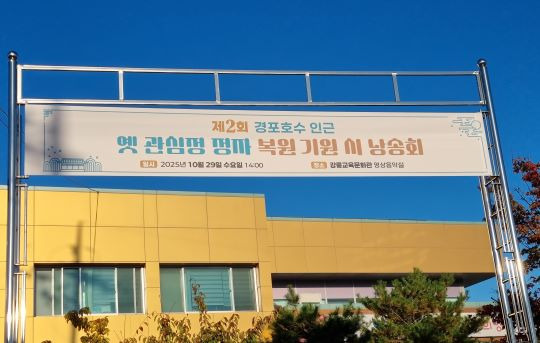 제2회 경포호수 인근
옛 관심정 정자 복원 기원 시 낭송회
일시 2025년 10월 29일 수요일 14:00 장소 강릉교육문화관 영상음악실